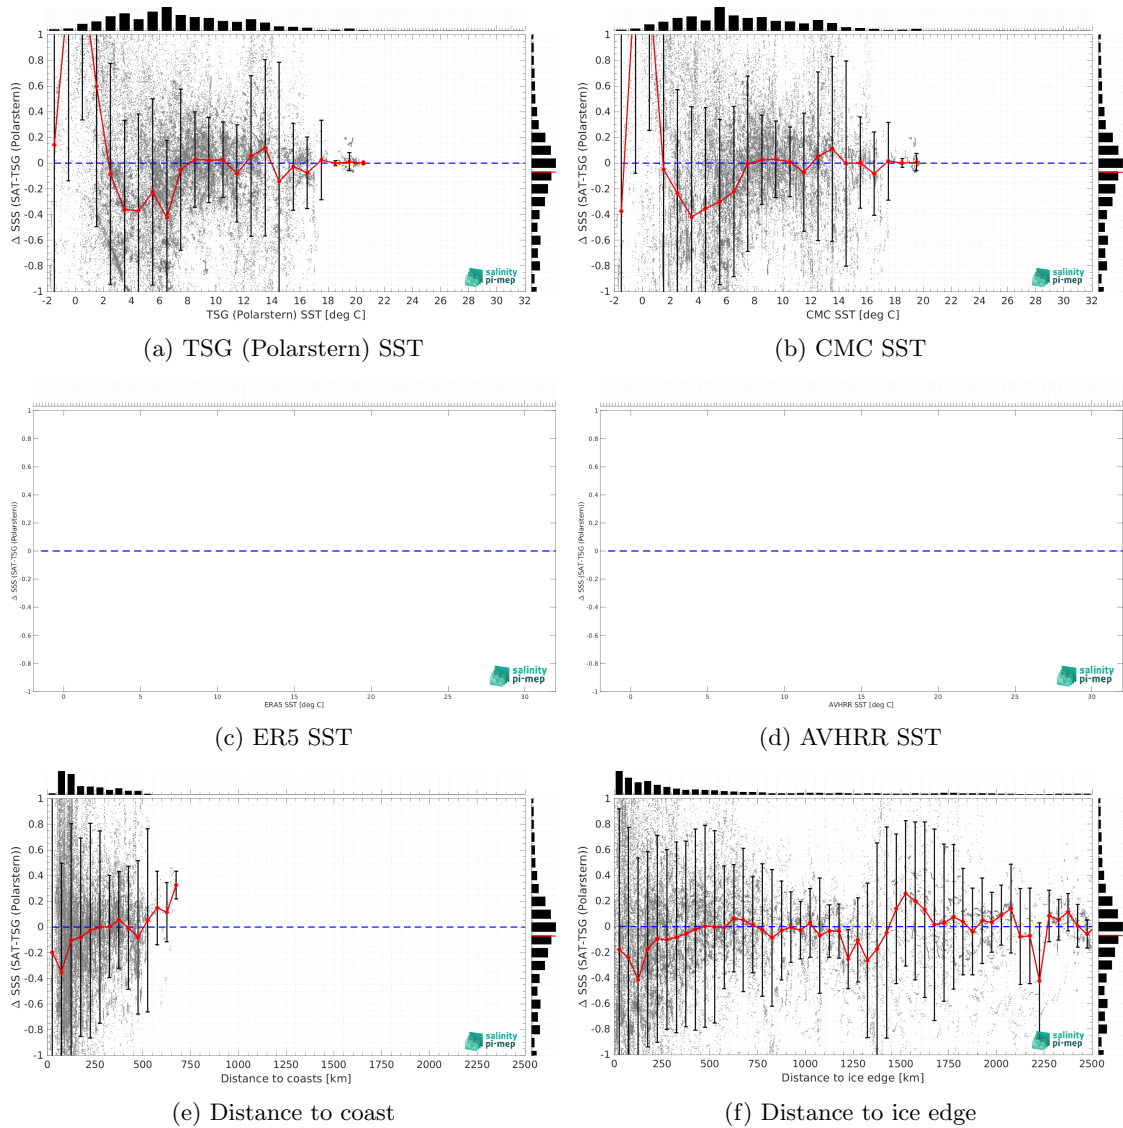 1
0.8
0.6
0.4
0.2
0
-0.2
-0.4
-0.6
-0.8
-1
Δ SSS (SAT-TSG (Polarstern))
-2 0 2 4 6 8 10 12 14 16 18 20 22 24 26 28 30 32
TSG (Polarstern) SST [deg C]
salinity
pi-mep
(a) TSG (Polarstern) SST
1
0.8
0.6
0.4
0.2
0
-0.2
-0.4
-0.6
-0.8
-1
Δ SSS (SAT-TSG (Polarstern))
-2 0 2 4 6 8 10 12 14 16 18 20 22 24 26 28 30 32
CMC SST [deg C]
salinity
pi-mep
(b) CMC SST
1
0.8
0.6
0.4
0.2
0
-0.2
-0.4
-0.6
-0.8
-1
Δ SSS (SAT-TSG (Polarstern))
0 5 10 15 20 25 30
ERA5 SST [deg C]
salinity
pi-mep
(c) ER5 SST
1
0.8
0.6
0.4
0.2
0
-0.2
-0.4
-0.6
-0.8
-1
Δ SSS (SAT-TSG (Polarstern))
0 5 10 15 20 25 30
AVHRR SST [deg C]
salinity
pi-mep
(d) AVHRR SST
1
0.8
0.6
0.4
0.2
0
-0.2
-0.4
-0.6
-0.8
-1
Δ SSS (SAT-TSG (Polarstern))
0 250 500 750 1000 1250 1500 1750 2000 2250 2500
Distance to coasts [km]
salinity
pi-mep
(e) Distance to coast
1
0.8
0.6
0.4
0.2
0
-0.2
-0.4
-0.6
-0.8
-1
Δ SSS (SAT-TSG (Polarstern))
0 250 500 750 1000 1250 1500 1750 2000 2250 2500
Distance to ice edge [km]
salinity
pi-mep
(f) Distance to ice edge